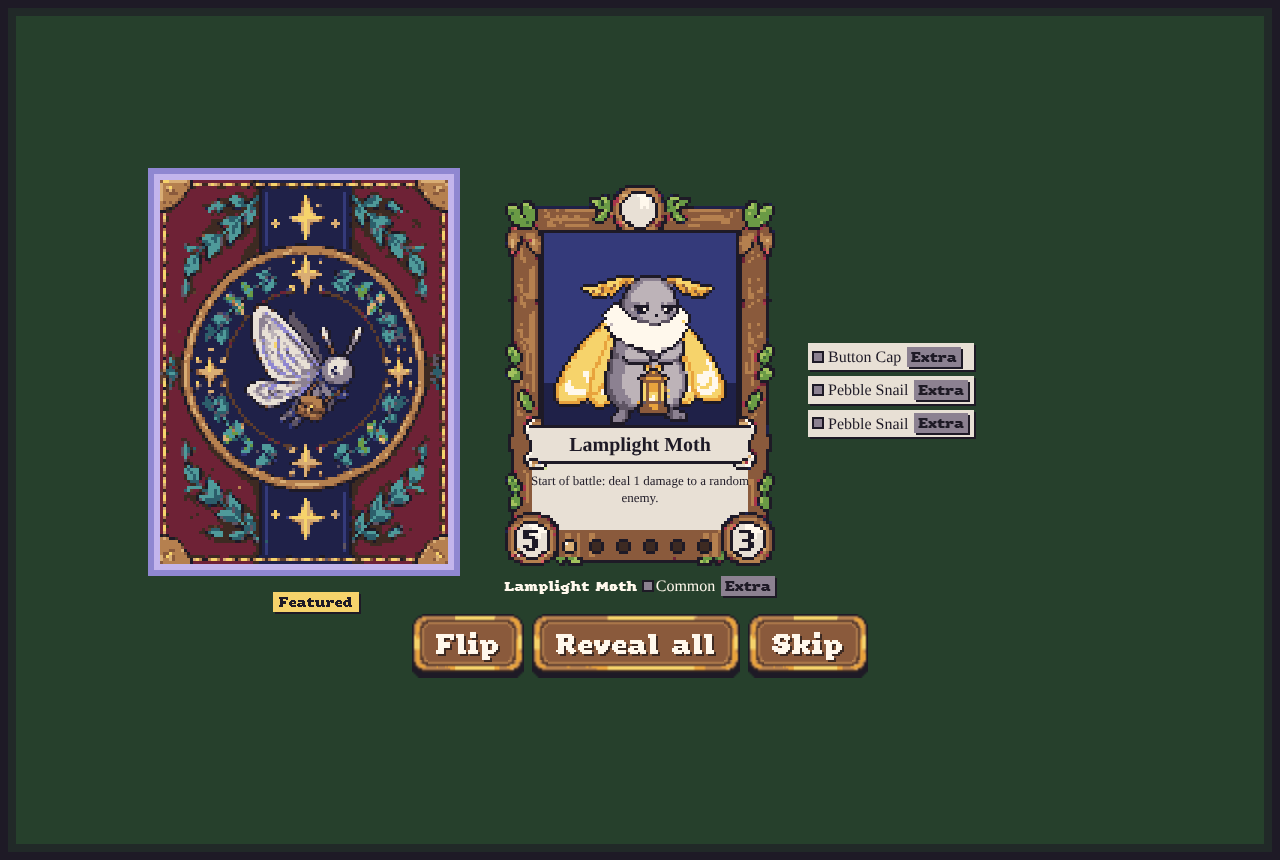 Lamplight Moth
Start of battle: deal 1 damage to a random
enemy.
5
3
Lamplight Moth Common Extra
Featured
Button Cap Extra
Pebble Snail Extra
Pebble Snail Extra
Flip
Reveal all
Skip